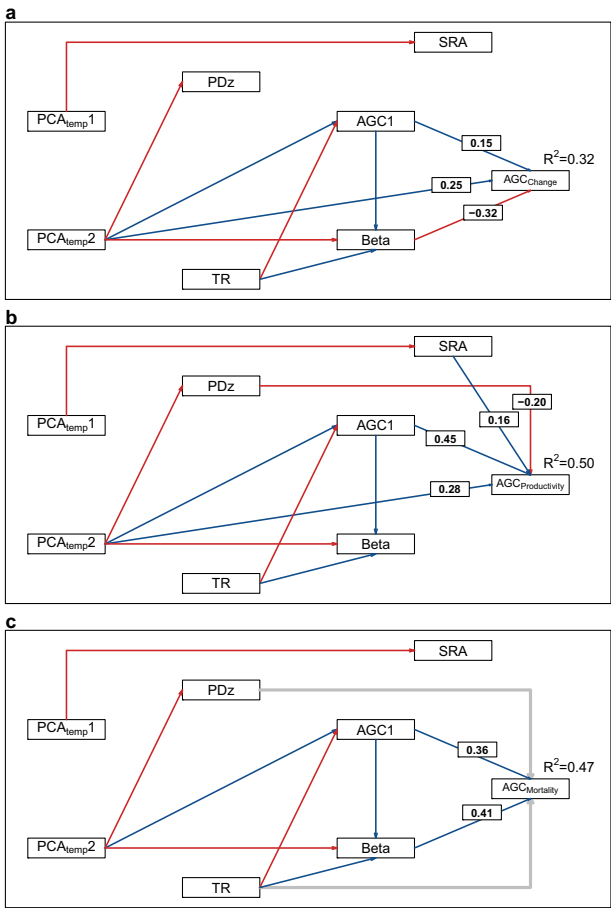 a
SRA
PDz
PCAtemp1
AGC1
0.15
R²=0.32
AGCChange
0.25
−0.32
PCAtemp2
Beta
TR
b
SRA
PDz
−0.20
PCAtemp1
AGC1
0.16
0.45
R²=0.50
AGCProductivity
0.28
PCAtemp2
Beta
TR
c
SRA
PDz
PCAtemp1
AGC1
0.36
R²=0.47
AGCMortality
0.41
PCAtemp2
Beta
TR